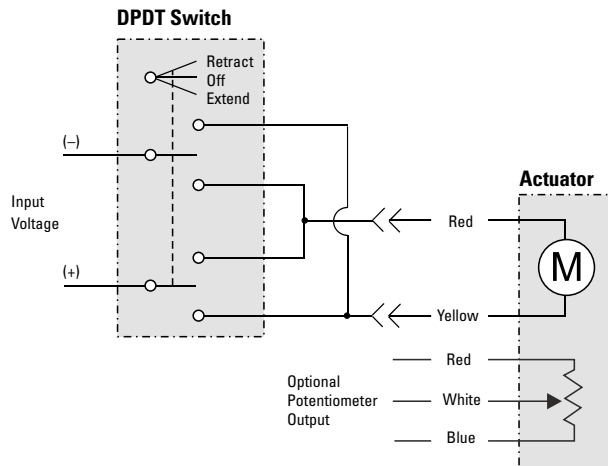 DPDT Switch
Retract
Off
Extend
(–)
Input
Voltage
(+)
Actuator
Red
M
Yellow
Red
Optional
Potentiometer
Output
White
Blue